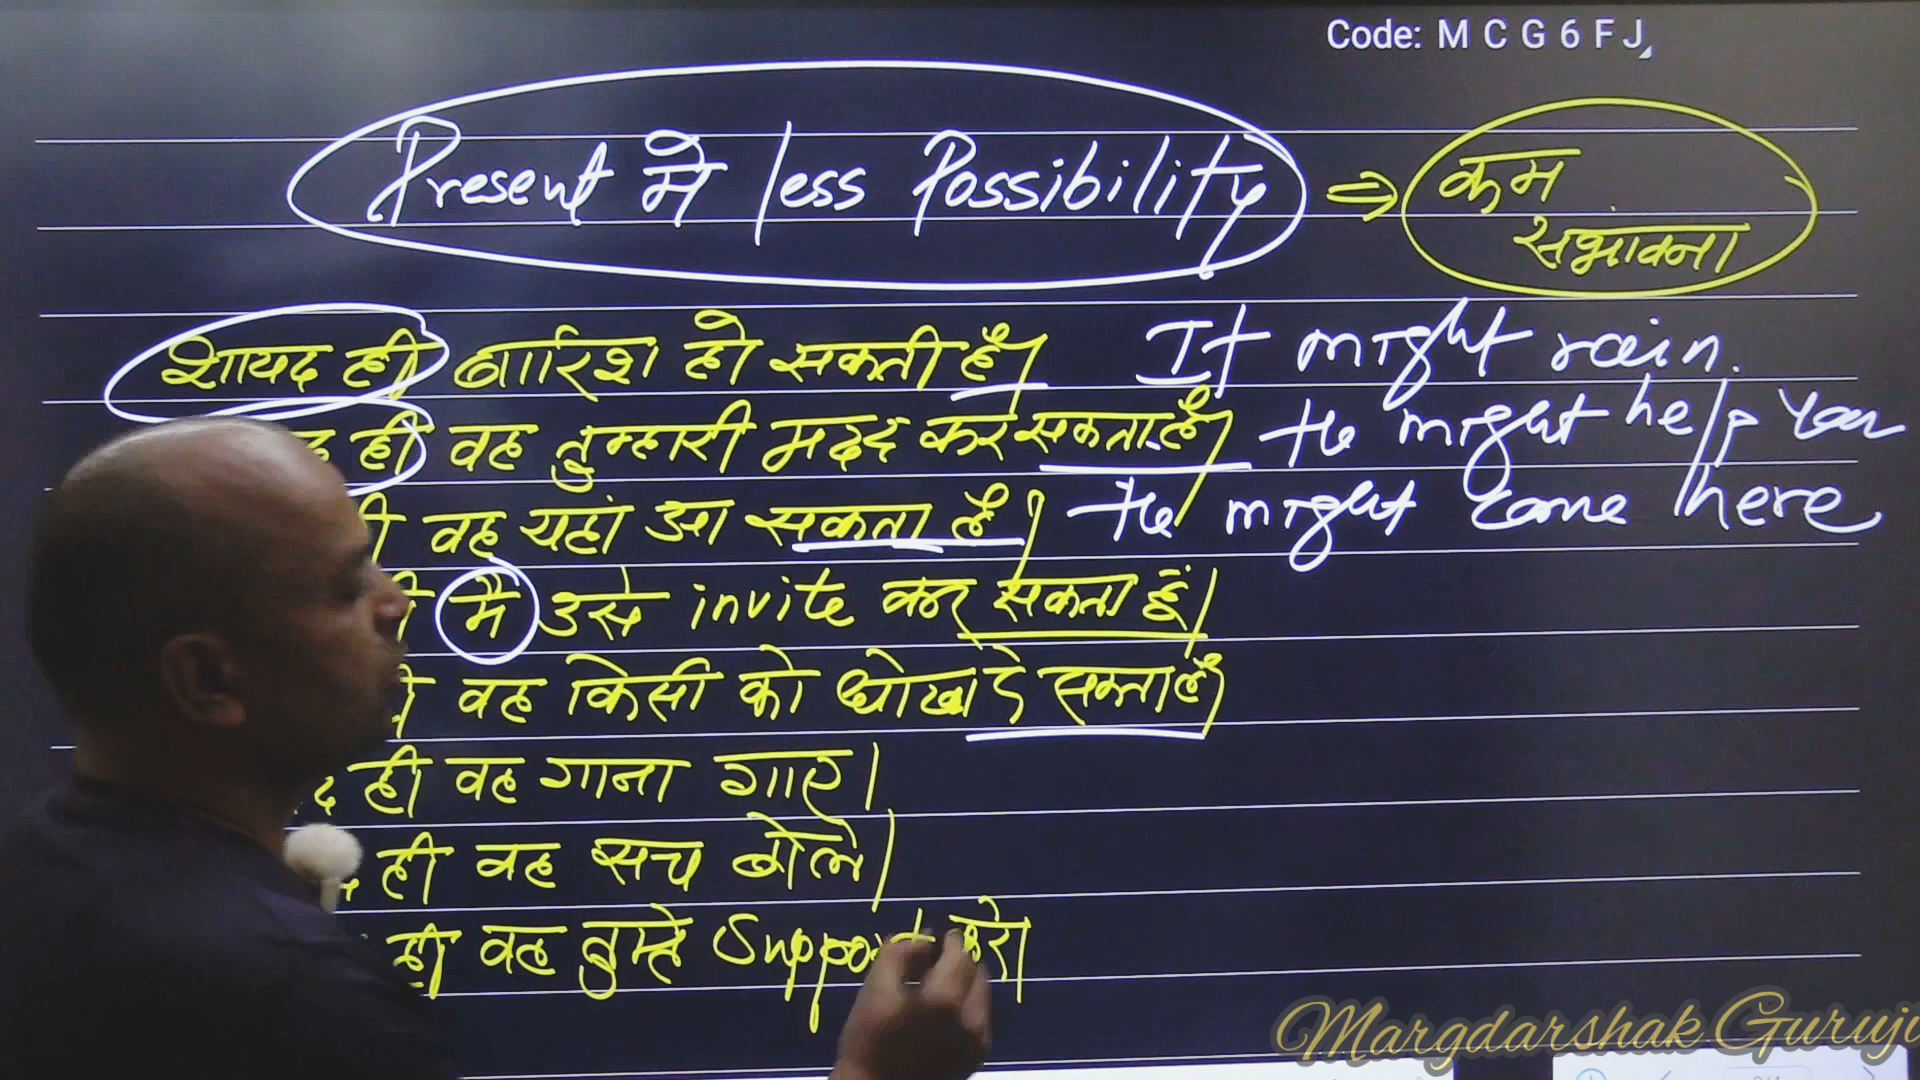 Code: M C G 6 F J
Present मे less Possibility ⇒ कम संभावना
शायद ही बारिश हो सकती है। It might rain.
ही वह तुम्हारी मदद कर सकता है। He might help you
वह यहां आ सकता है। He might come here
मै उसे invite कर सकता हूं।
वह किसी को धोखा दे सकता है।
ही वह गाना गाए।
ही वह सच बोले।
ही वह तुम्हे Support करे।
Margdarshak Guruji